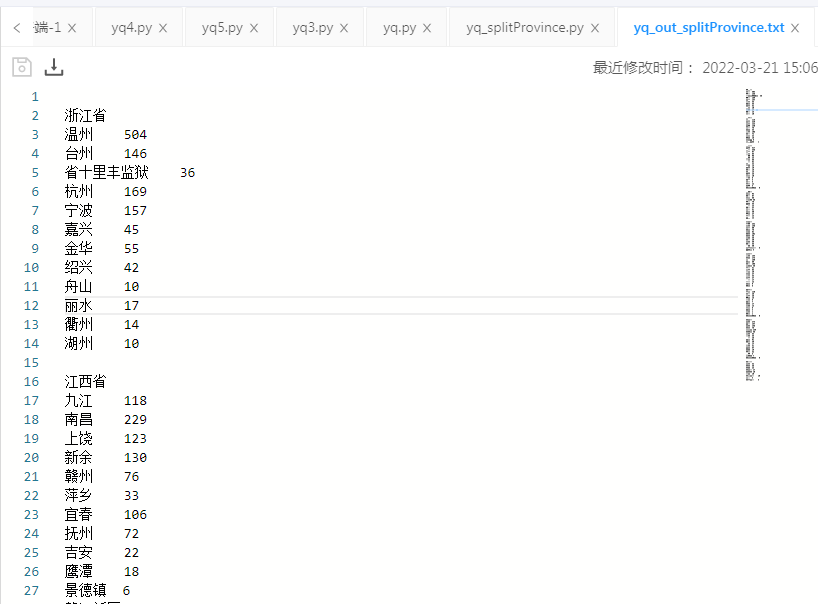 端-1 yq4.py yq5.py yq3.py yq.py yq_splitProvince.py yq_out_splitProvince.txt
最近修改时间： 2022-03-21 15:06
1
2 浙江省
3 温州 504
4 台州 146
5 省十里丰监狱 36
6 杭州 169
7 宁波 157
8 嘉兴 45
9 金华 55
10 绍兴 42
11 舟山 10
12 丽水 17
13 衢州 14
14 湖州 10
15
16 江西省
17 九江 118
18 南昌 229
19 上饶 123
20 新余 130
21 赣州 76
22 萍乡 33
23 宜春 106
24 抚州 72
25 吉安 22
26 鹰潭 18
27 景德镇 6